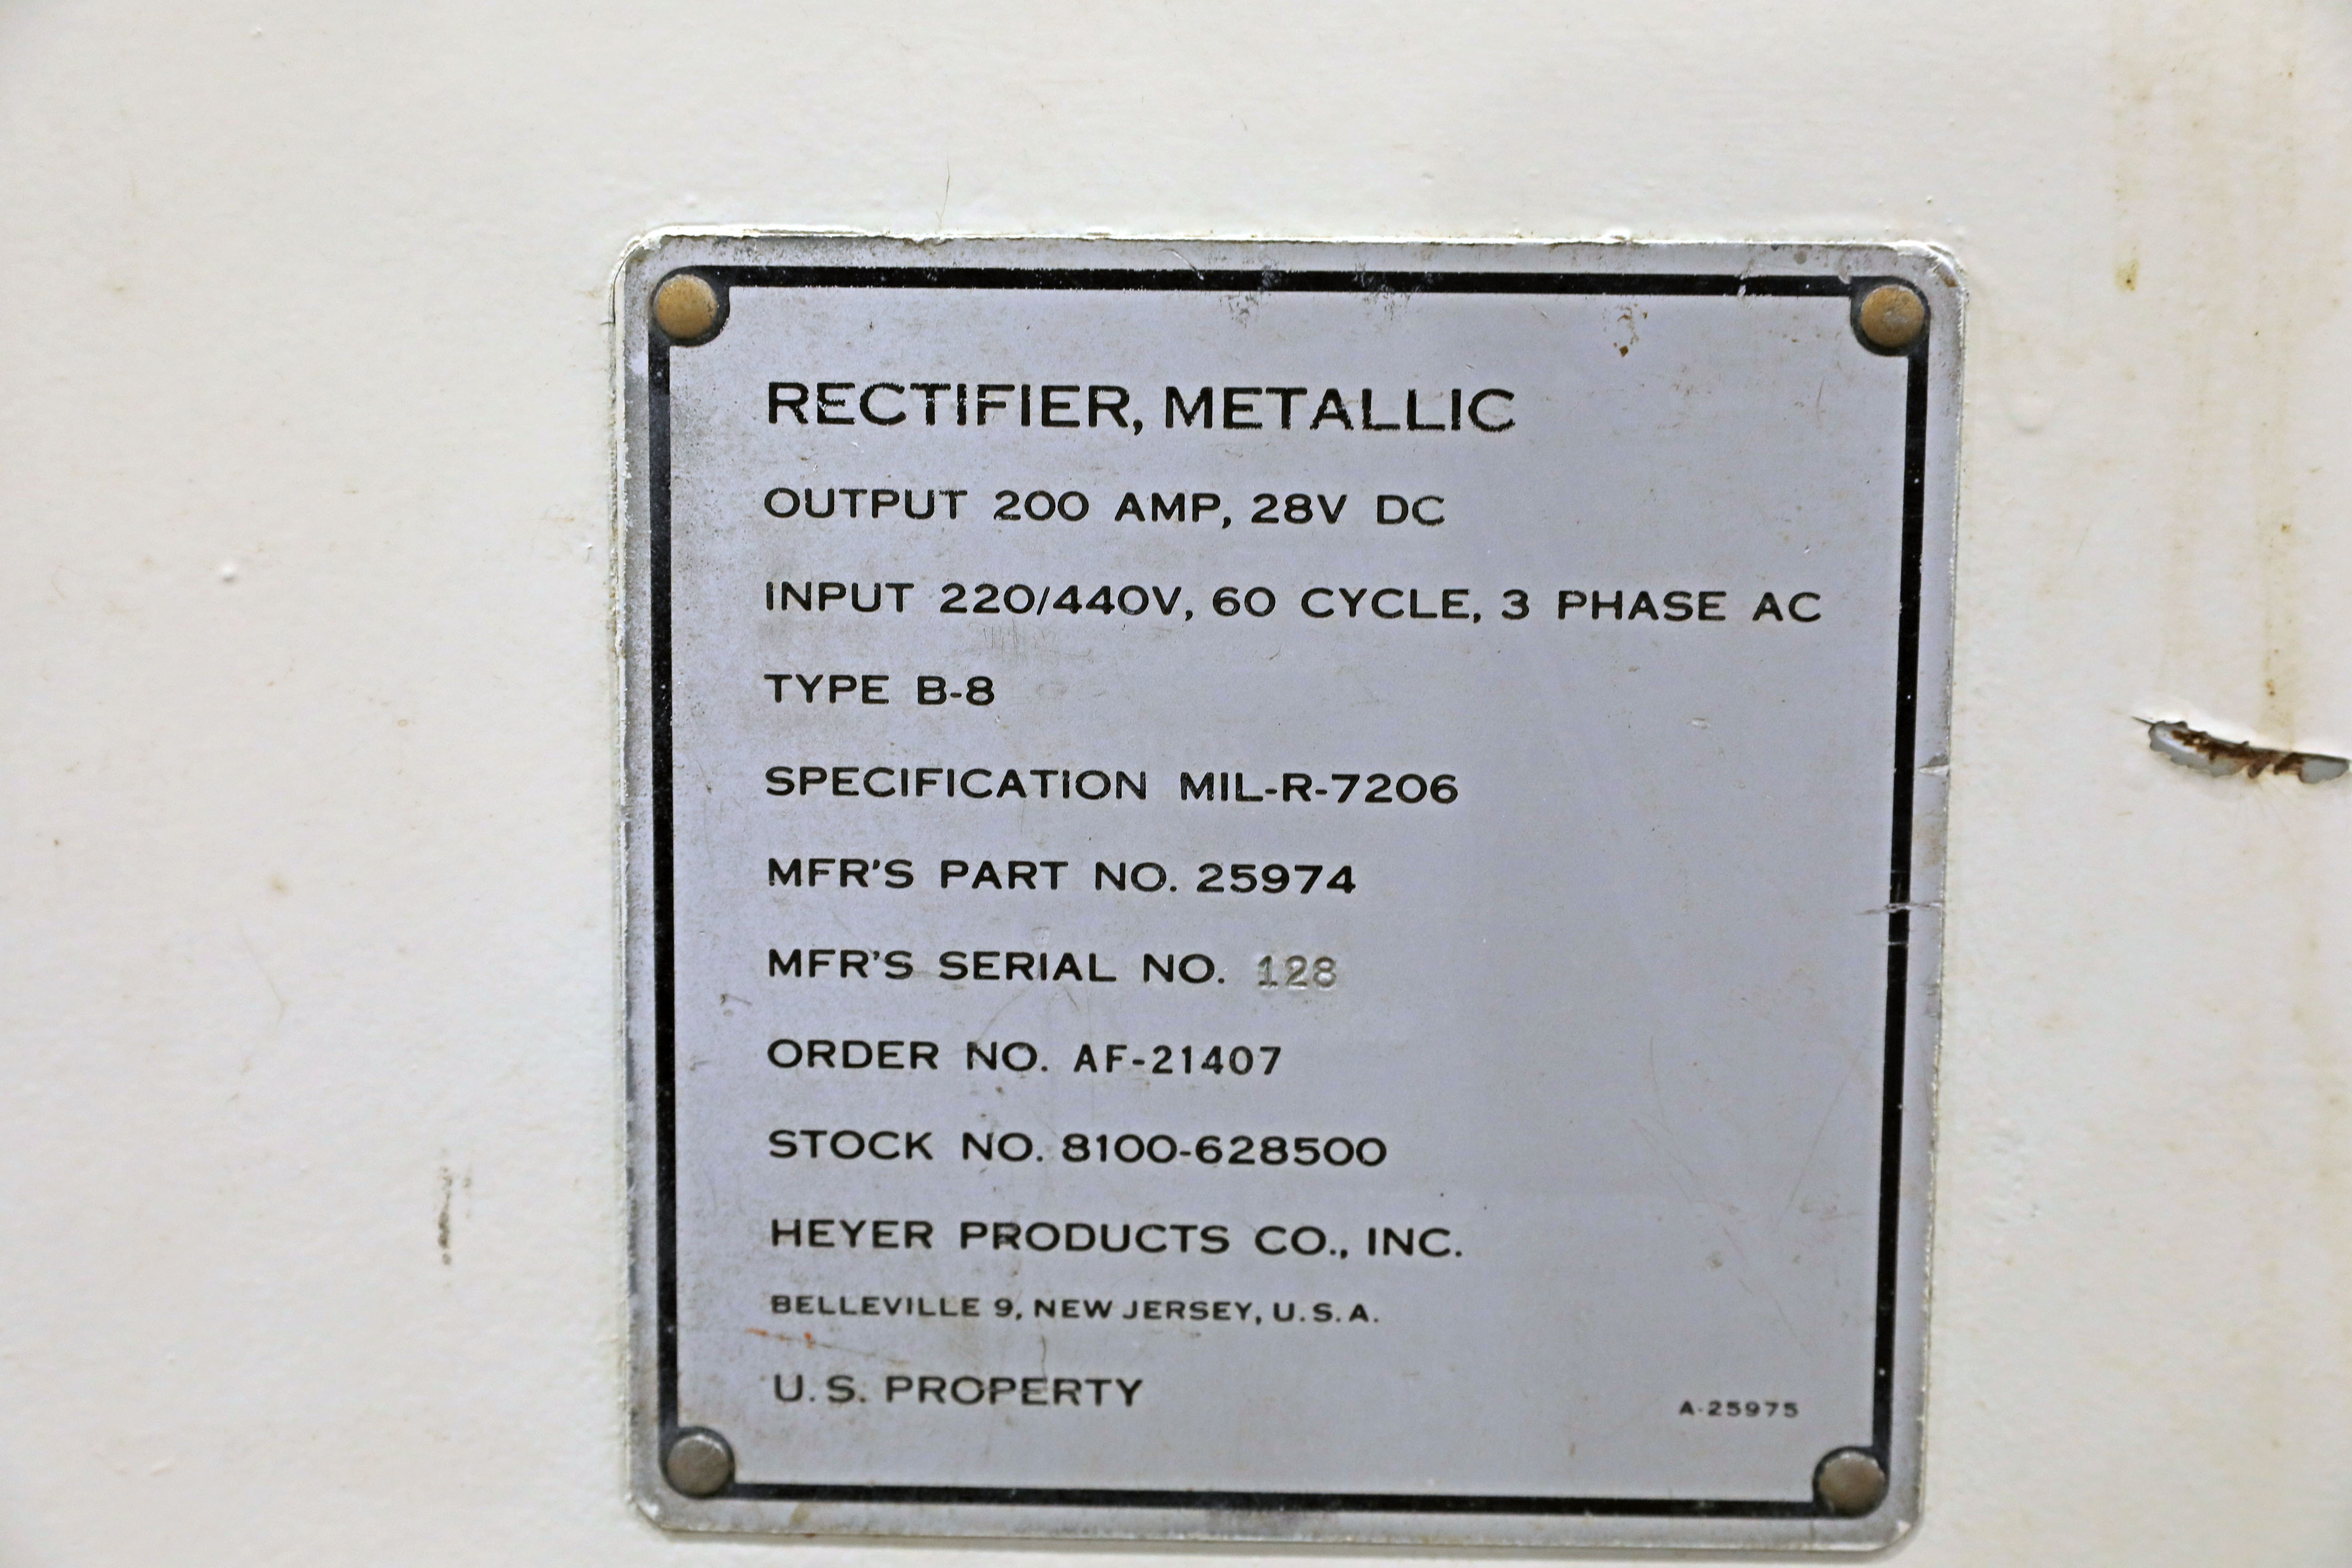 RECTIFIER, METALLIC
OUTPUT 200 AMP, 28V DC
INPUT 220/440V, 60 CYCLE, 3 PHASE AC
TYPE B-8
SPECIFICATION MIL-R-7206
MFR'S PART NO. 25974
MFR'S SERIAL NO. 128
ORDER NO. AF-21407
STOCK NO. 8100-628500
HEYER PRODUCTS CO., INC.
BELLEVILLE 9, NEW JERSEY, U.S.A.
U.S. PROPERTY
A-25975